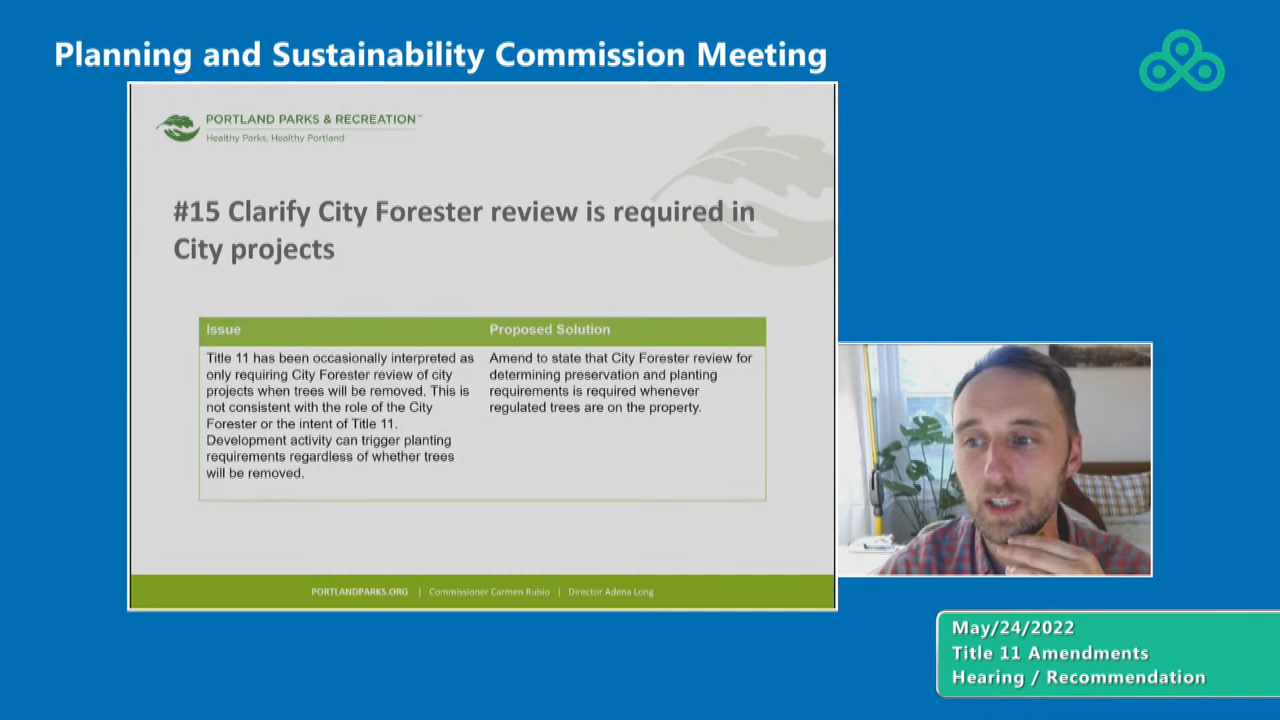 Planning and Sustainability Commission Meeting
PORTLAND PARKS & RECREATION™
Healthy Parks, Healthy Portland
#15 Clarify City Forester review is required in
City projects
Issue
Title 11 has been occasionally interpreted as
only requiring City Forester review of city
projects when trees will be removed. This is
not consistent with the role of the City
Forester or the intent of Title 11.
Development activity can trigger planting
requirements regardless of whether trees
will be removed.
Proposed Solution
Amend to state that City Forester review for
determining preservation and planting
requirements is required whenever
regulated trees are on the property.
PORTLANDPARKS.ORG | Commissioner Carmen Rubio | Director Adena Long
May/24/2022
Title 11 Amendments
Hearing / Recommendation